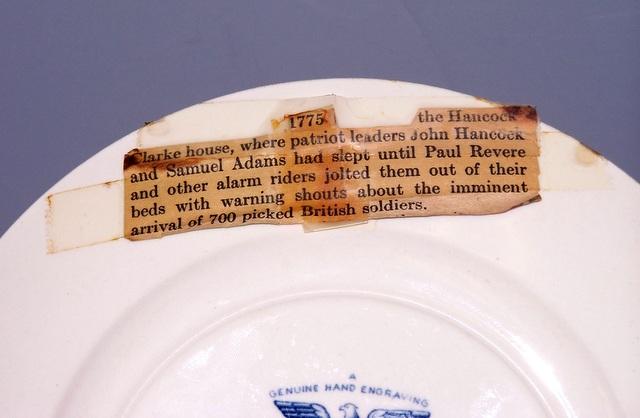 1775 the Hancock
Clarke house, where patriot leaders John Hancock
and Samuel Adams had slept until Paul Revere
and other alarm riders jolted them out of their
beds with warning shouts about the imminent
arrival of 700 picked British soldiers.
A
GENUINE HAND ENGRAVING